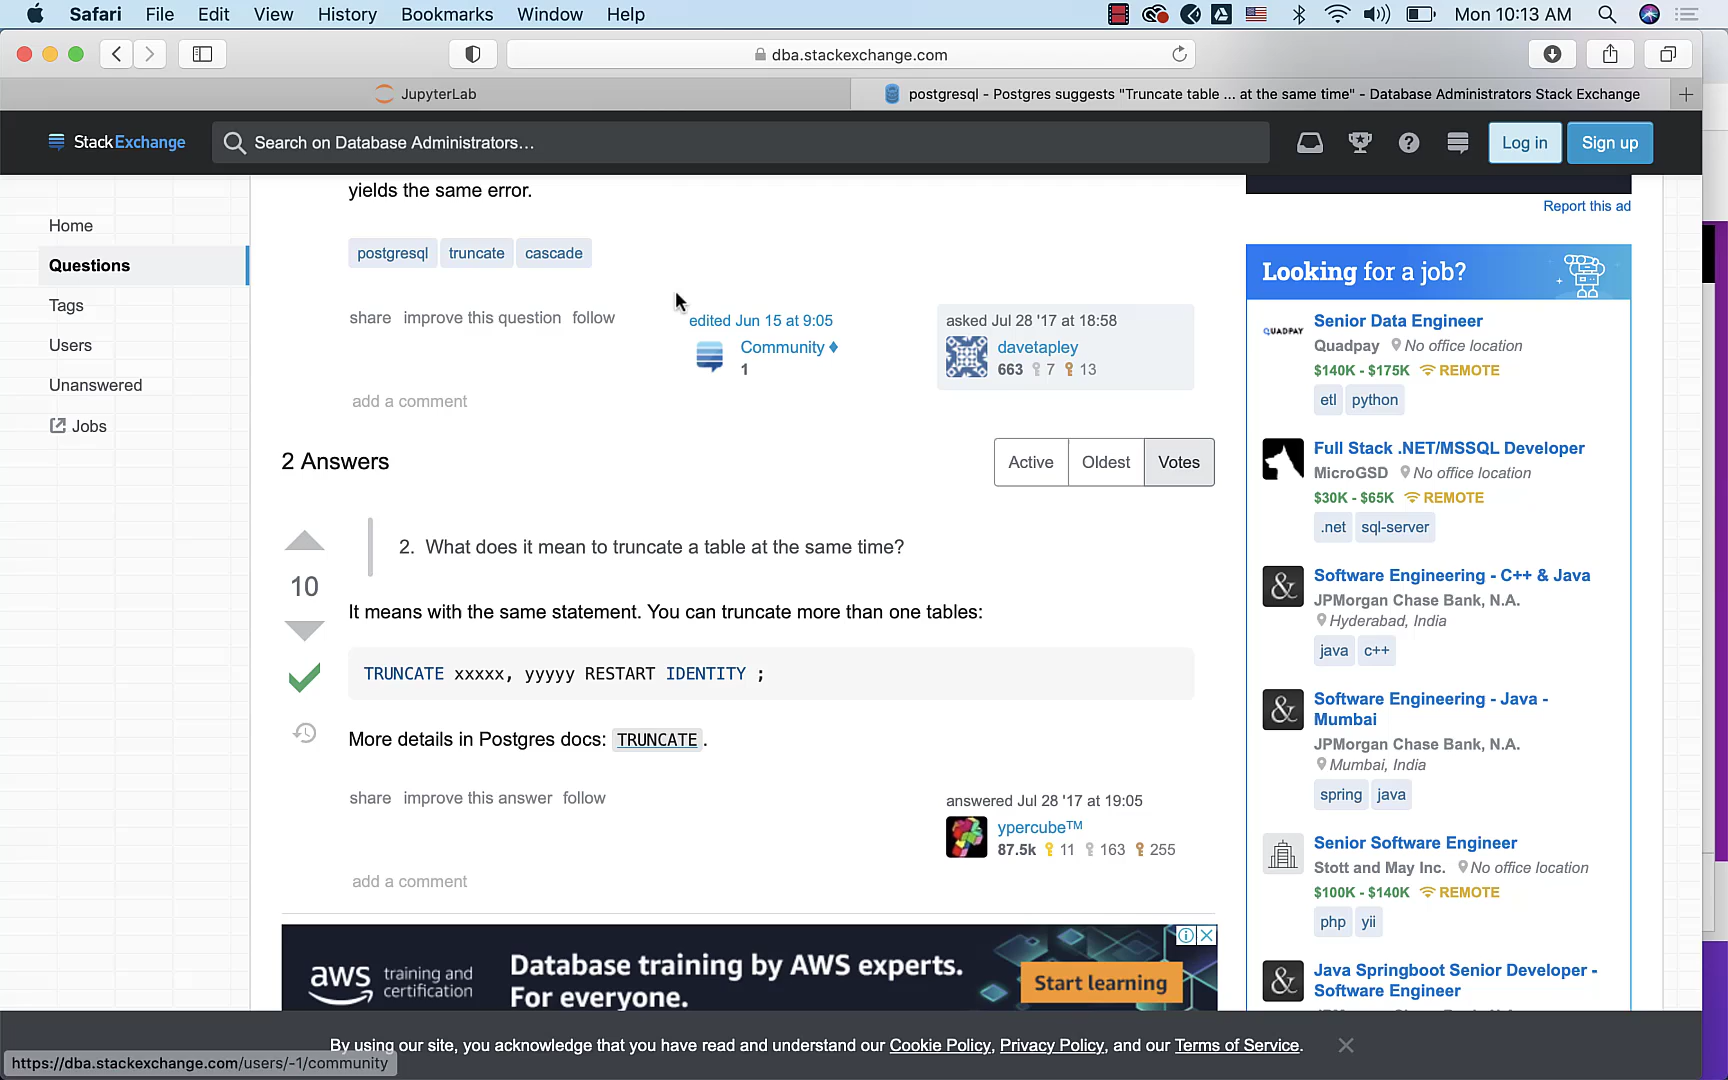 Safari File Edit View History Bookmarks Window Help Mon 10:13 AM
dba.stackexchange.com
JupyterLab
postgresql - Postgres suggests "Truncate table ... at the same time" - Database Administrators Stack Exchange
StackExchange
Search on Database Administrators…
Log in
Sign up
Home
Questions
Tags
Users
Unanswered
Jobs
yields the same error.
postgresql truncate cascade
share improve this question follow
edited Jun 15 at 9:05
Community ♦
1
asked Jul 28 '17 at 18:58
davetapley
663 7 13
add a comment
2 Answers
Active Oldest Votes
10
2. What does it mean to truncate a table at the same time?
It means with the same statement. You can truncate more than one tables:
TRUNCATE xxxxx, yyyyy RESTART IDENTITY ;
More details in Postgres docs: TRUNCATE.
share improve this answer follow
answered Jul 28 '17 at 19:05
ypercube™
87.5k 11 163 255
add a comment
aws training and certification
Database training by AWS experts.
For everyone.
Start learning
Report this ad
Looking for a job?
QUADPAY
Senior Data Engineer
Quadpay No office location
$140K - $175K REMOTE
etl python
Full Stack .NET/MSSQL Developer
MicroGSD No office location
$30K - $65K REMOTE
.net sql-server
&
Software Engineering - C++ & Java
JPMorgan Chase Bank, N.A.
Hyderabad, India
java c++
&
Software Engineering - Java -
Mumbai
JPMorgan Chase Bank, N.A.
Mumbai, India
spring java
Senior Software Engineer
Stott and May Inc. No office location
$100K - $140K REMOTE
php yii
&
Java Springboot Senior Developer -
Software Engineer
By using our site, you acknowledge that you have read and understand our Cookie Policy, Privacy Policy, and our Terms of Service.
https://dba.stackexchange.com/users/-1/community